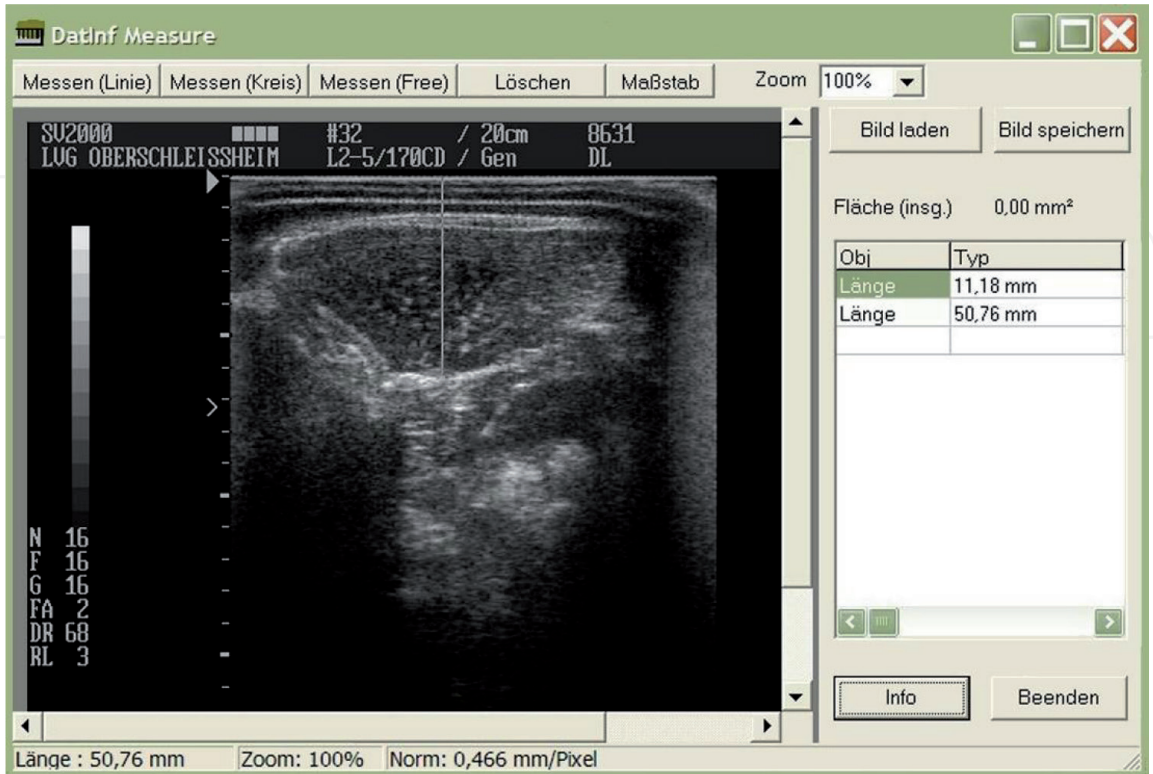 DatInf Measure
Messen (Linie) Messen (Kreis) Messen (Free) Löschen Maßstab Zoom 100%
SV2000 #32 / 20cm 8631
LVG OBERSCHLEISSHEIM L2-5/170CD / Gen DL
Bild laden Bild speichern
Fläche (insg.) 0,00 mm²
Obj Typ
Länge 11,18 mm
Länge 50,76 mm
N 16
F 16
G 16
FA 2
DR 68
RL 3
Info Beenden
Länge : 50,76 mm Zoom: 100% Norm: 0,466 mm/Pixel